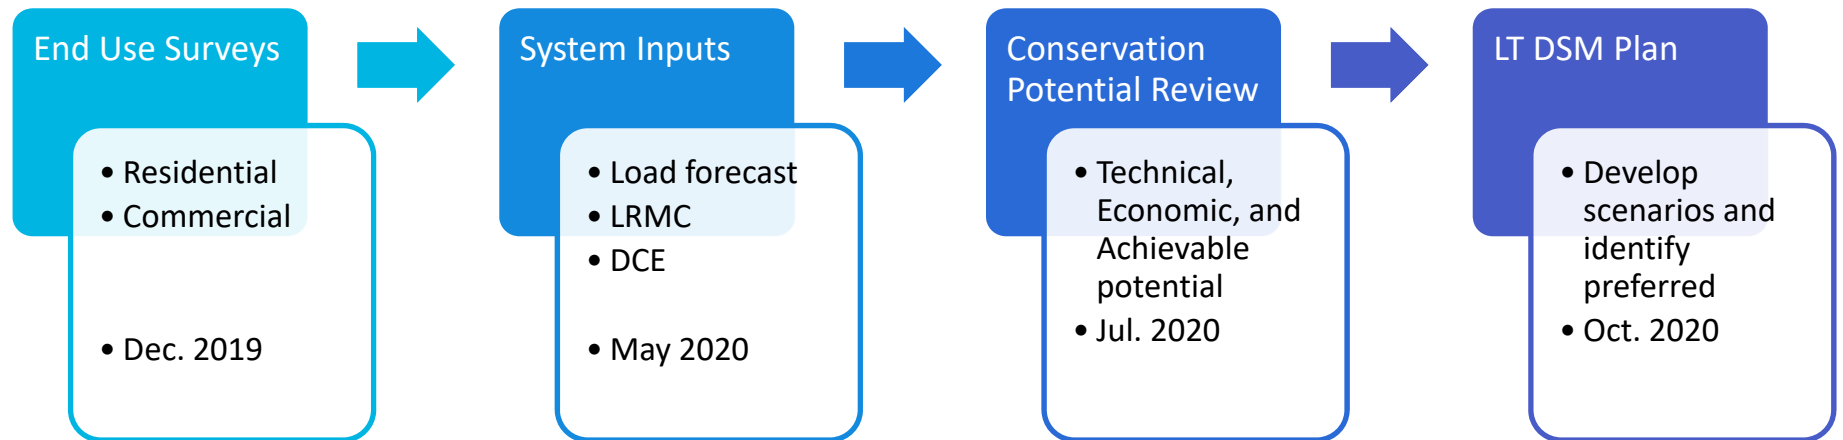 End Use Surveys
• Residential
• Commercial
• Dec. 2019
System Inputs
• Load forecast
• LRMC
• DCE
• May 2020
Conservation
Potential Review
• Technical,
Economic, and
Achievable
potential
• Jul. 2020
LT DSM Plan
• Develop
scenarios and
identify
preferred
• Oct. 2020